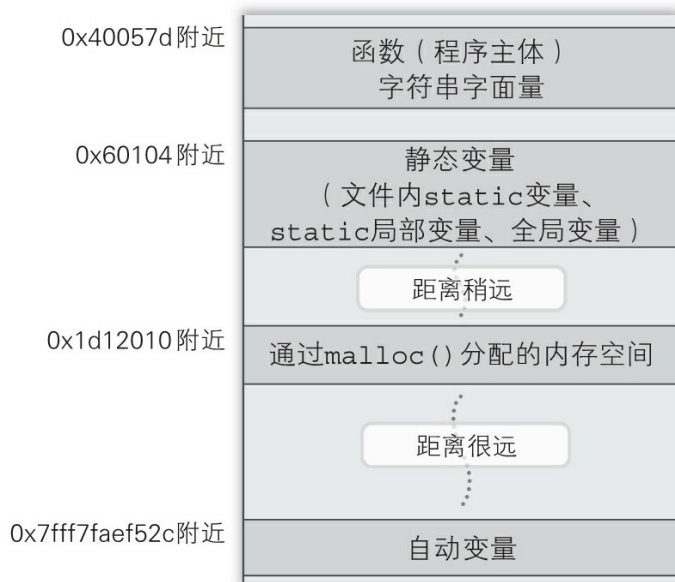 0x40057d附近
函数（程序主体）
字符串字面量
0x60104附近
静态变量
（文件内static变量、
static局部变量、全局变量）
距离稍远
0x1d12010附近
通过malloc()分配的内存空间
距离很远
0x7fff7faef52c附近
自动变量